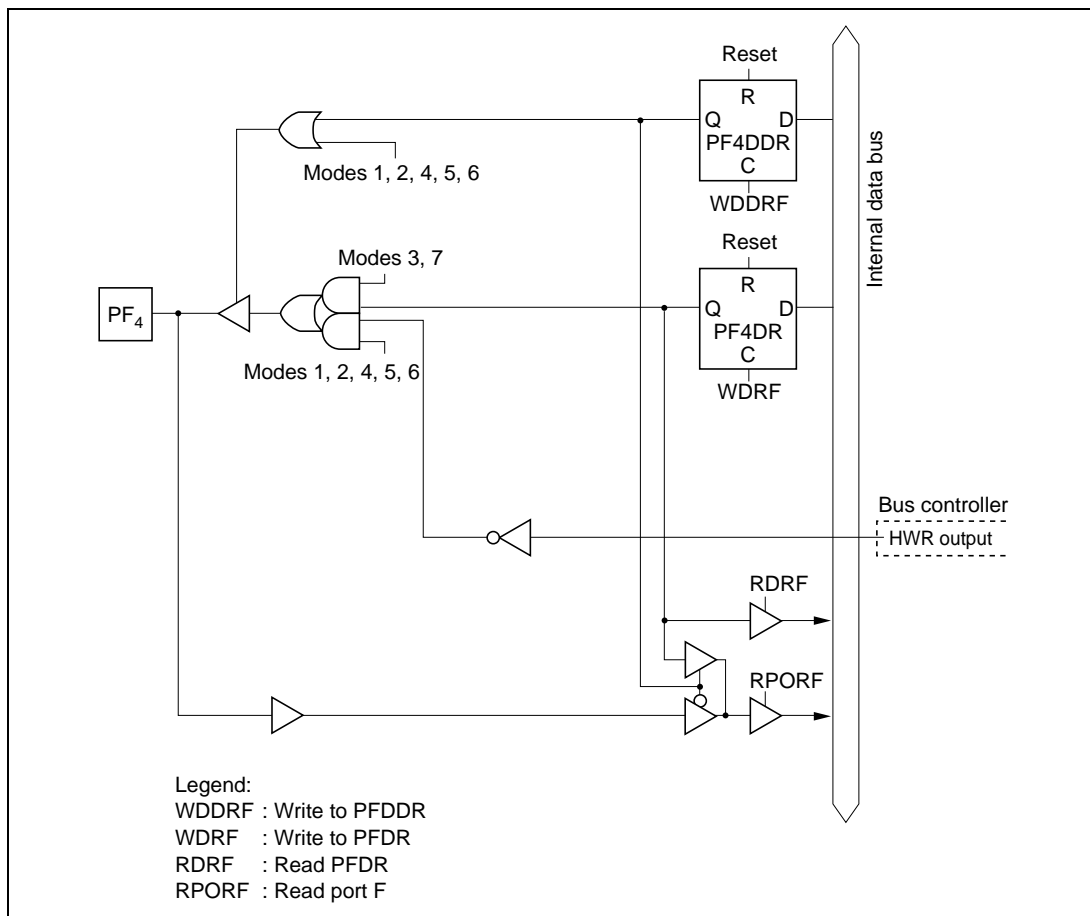 Reset
R
Q D
PF4DDR
C
WDDRF
Modes 1, 2, 4, 5, 6
Internal data bus
Reset
Modes 3, 7
R
Q D
PF4DR
C
WDRF
PF4
Modes 1, 2, 4, 5, 6
Bus controller
HWR output
RDRF
RPORF
Legend:
WDDRF : Write to PFDDR
WDRF : Write to PFDR
RDRF : Read PFDR
RPORF : Read port F